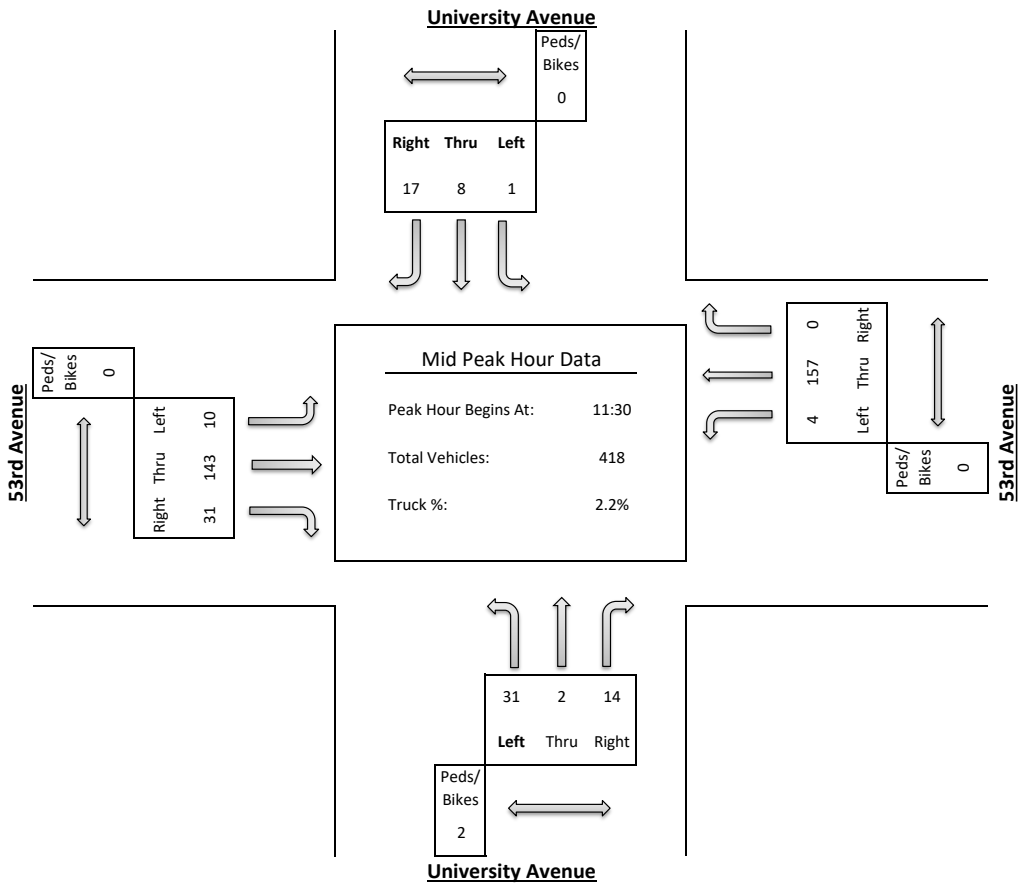 University Avenue
Peds/
Bikes
0
Right Thru Left
17 8 1
53rd Avenue
Peds/
Bikes
0
Left 10
Thru 143
Right 31
Mid Peak Hour Data
Peak Hour Begins At: 11:30
Total Vehicles: 418
Truck %: 2.2%
0 Right
157 Thru
4 Left
Peds/
Bikes
0
53rd Avenue
31 2 14
Left Thru Right
Peds/
Bikes
2
University Avenue